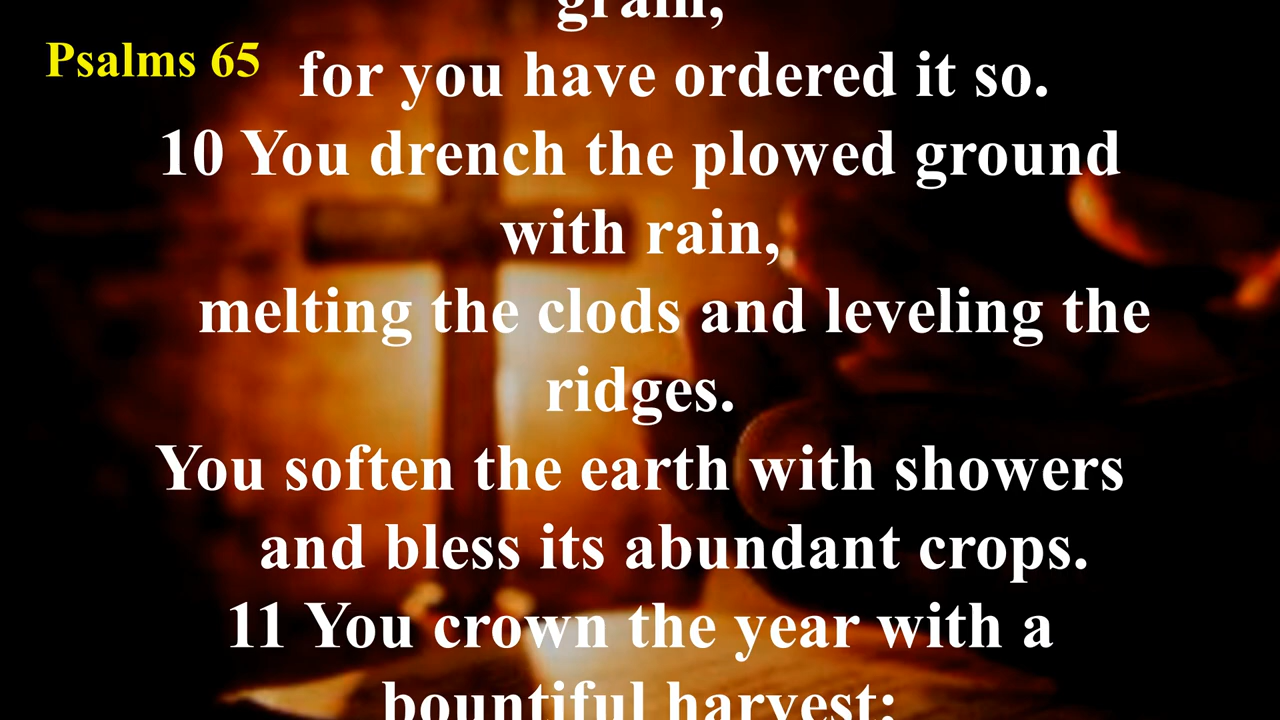 grain,
Psalms 65
for you have ordered it so.
10 You drench the plowed ground
with rain,
melting the clods and leveling the
ridges.
You soften the earth with showers
and bless its abundant crops.
11 You crown the year with a
bountiful harvest;